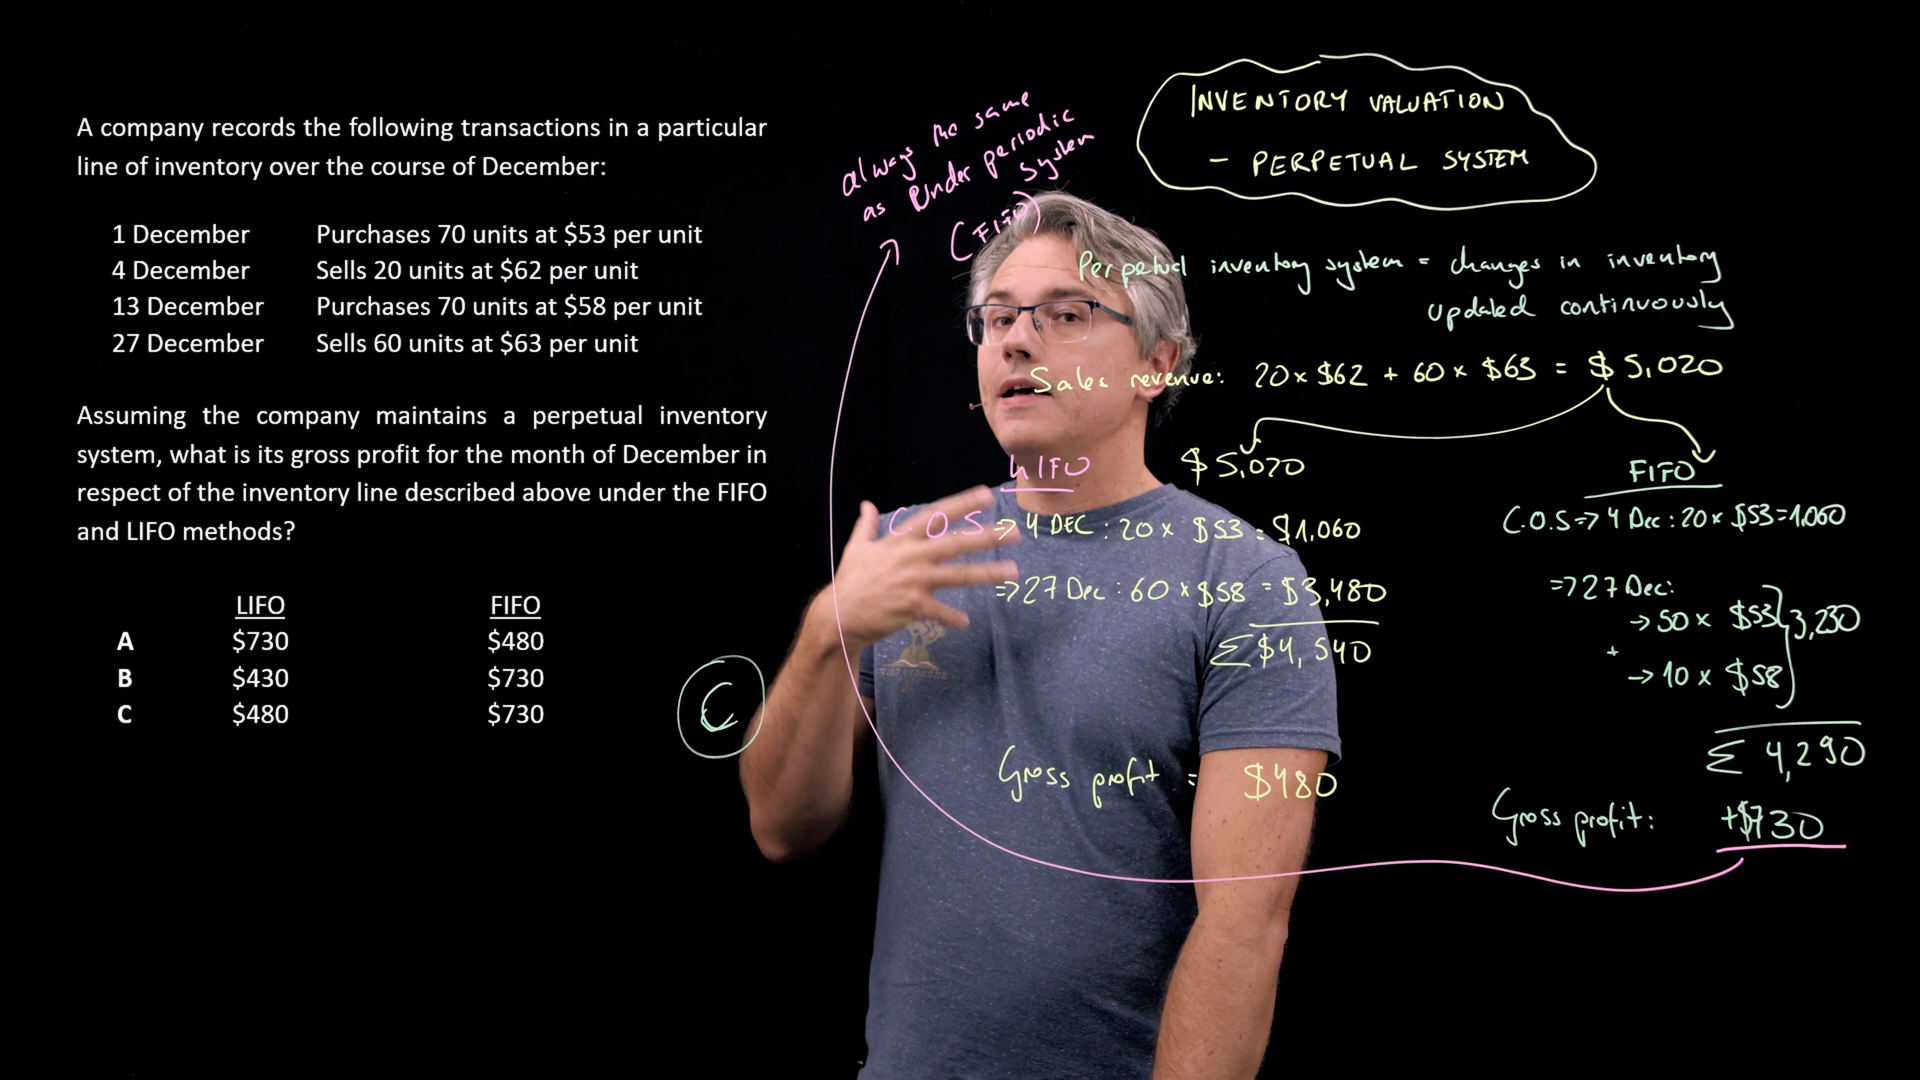 A company records the following transactions in a particular
line of inventory over the course of December:
1 December Purchases 70 units at $53 per unit
4 December Sells 20 units at $62 per unit
13 December Purchases 70 units at $58 per unit
27 December Sells 60 units at $63 per unit
Assuming the company maintains a perpetual inventory
system, what is its gross profit for the month of December in
respect of the inventory line described above under the FIFO
and LIFO methods?
LIFO FIFO
A $730 $480
B $430 $730
C $480 $730
C
always the same
as under periodic
system
(FIFO)
INVENTORY VALUATION
- PERPETUAL SYSTEM
Perpetual inventory system = changes in inventory
updated continuously
Sales revenue: 20 x $62 + 60 x $63 = $5,020
LIFO $5,020
C.O.S => 4 DEC: 20 x $53 = $1,060
=> 27 Dec: 60 x $58 = $3,480
Σ $4,540
Gross profit = $480
FIFO
C.O.S => 4 Dec: 20 x $53 = 1,060
=> 27 Dec:
→ 50 x $53 } 3,230
+
→ 10 x $58
Σ 4,290
Gross profit: +$730